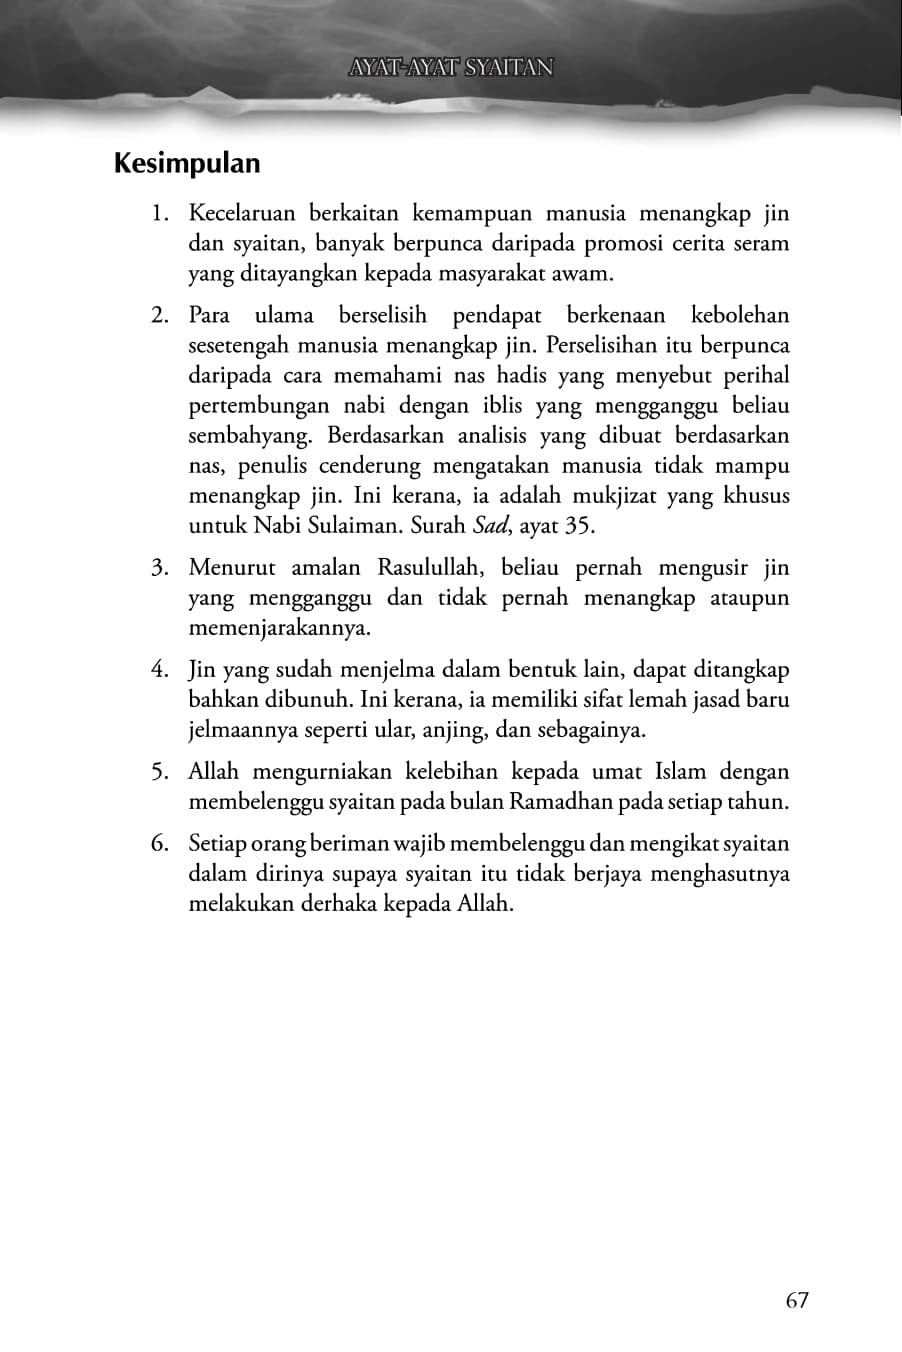 AYAT-AYAT SYAITAN
Kesimpulan
1. Kecelaruan berkaitan kemampuan manusia menangkap jin
dan syaitan, banyak berpunca daripada promosi cerita seram
yang ditayangkan kepada masyarakat awam.
2. Para ulama berselisih pendapat berkenaan kebolehan
sesetengah manusia menangkap jin. Perselisihan itu berpunca
daripada cara memahami nas hadis yang menyebut perihal
pertembungan nabi dengan iblis yang mengganggu beliau
sembahyang. Berdasarkan analisis yang dibuat berdasarkan
nas, penulis cenderung mengatakan manusia tidak mampu
menangkap jin. Ini kerana, ia adalah mukjizat yang khusus
untuk Nabi Sulaiman. Surah Sad, ayat 35.
3. Menurut amalan Rasulullah, beliau pernah mengusir jin
yang mengganggu dan tidak pernah menangkap ataupun
memenjarakannya.
4. Jin yang sudah menjelma dalam bentuk lain, dapat ditangkap
bahkan dibunuh. Ini kerana, ia memiliki sifat lemah jasad baru
jelmaannya seperti ular, anjing, dan sebagainya.
5. Allah mengurniakan kelebihan kepada umat Islam dengan
membelenggu syaitan pada bulan Ramadhan pada setiap tahun.
6. Setiap orang beriman wajib membelenggu dan mengikat syaitan
dalam dirinya supaya syaitan itu tidak berjaya menghasutnya
melakukan derhaka kepada Allah.
67